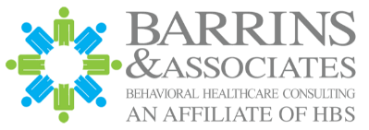 BARRINS
&ASSOCIATES
BEHAVIORAL HEALTHCARE CONSULTING
AN AFFILIATE OF HBS